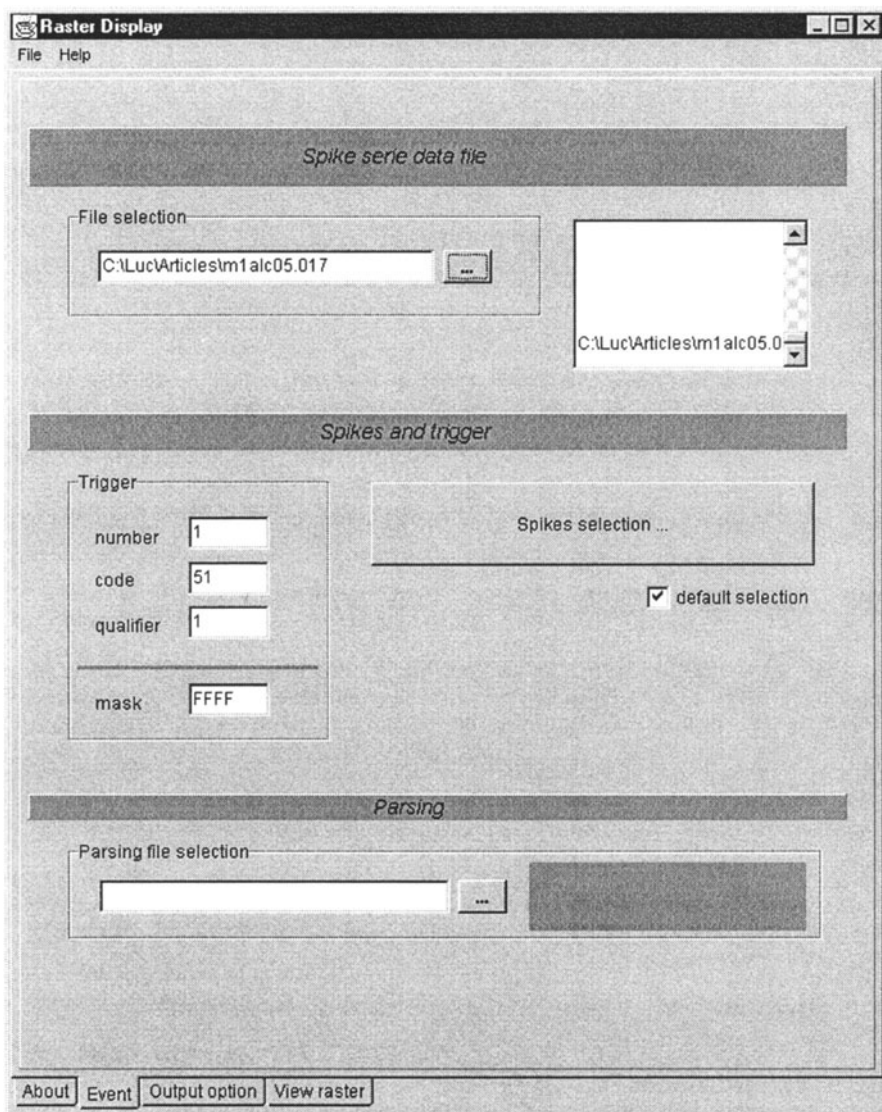 Raster Display
File Help
Spike serie data file
File selection
C:\Luc\Articles\m1alc05.017
...
C:\Luc\Articles\m1alc05.0
Spikes and trigger
Trigger
number 1
code 51
qualifier 1
mask FFFF
Spikes selection ...
default selection
Parsing
Parsing file selection
...
About Event Output option View raster